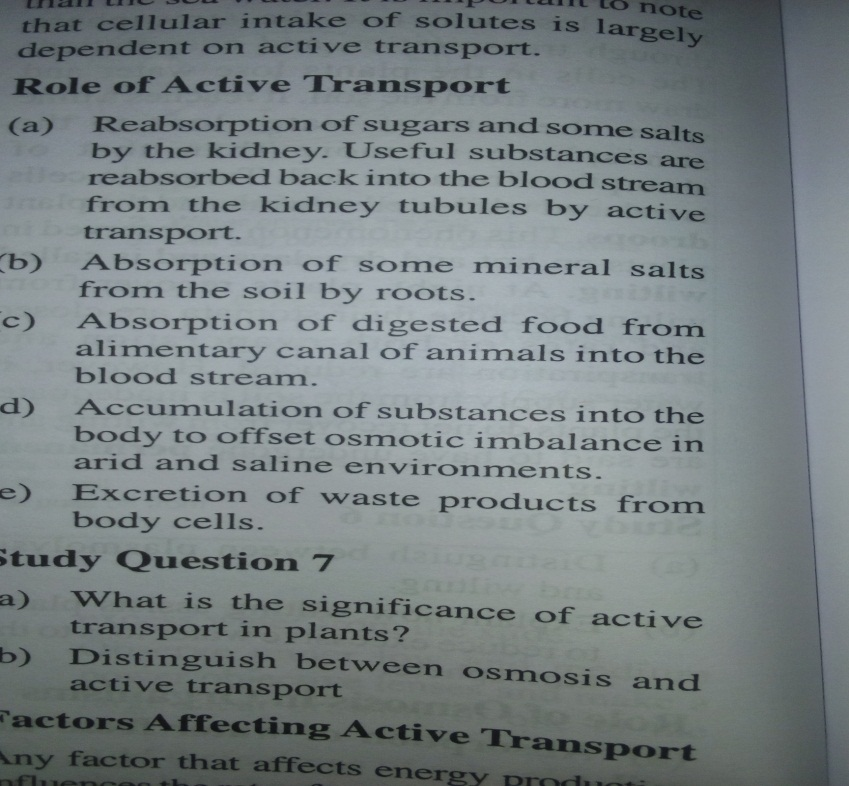 to note
that cellular intake of solutes is largely
dependent on active transport.
Role of Active Transport
(a) Reabsorption of sugars and some salts
by the kidney. Useful substances are
reabsorbed back into the blood stream
from the kidney tubules by active
transport.
(b) Absorption of some mineral salts
from the soil by roots.
c) Absorption of digested food from
alimentary canal of animals into the
blood stream.
d) Accumulation of substances into the
body to offset osmotic imbalance in
arid and saline environments.
e) Excretion of waste products from
body cells.
Study Question 7
a) What is the significance of active
transport in plants?
b) Distinguish between osmosis and
active transport
Factors Affecting Active Transport
Any factor that affects energy